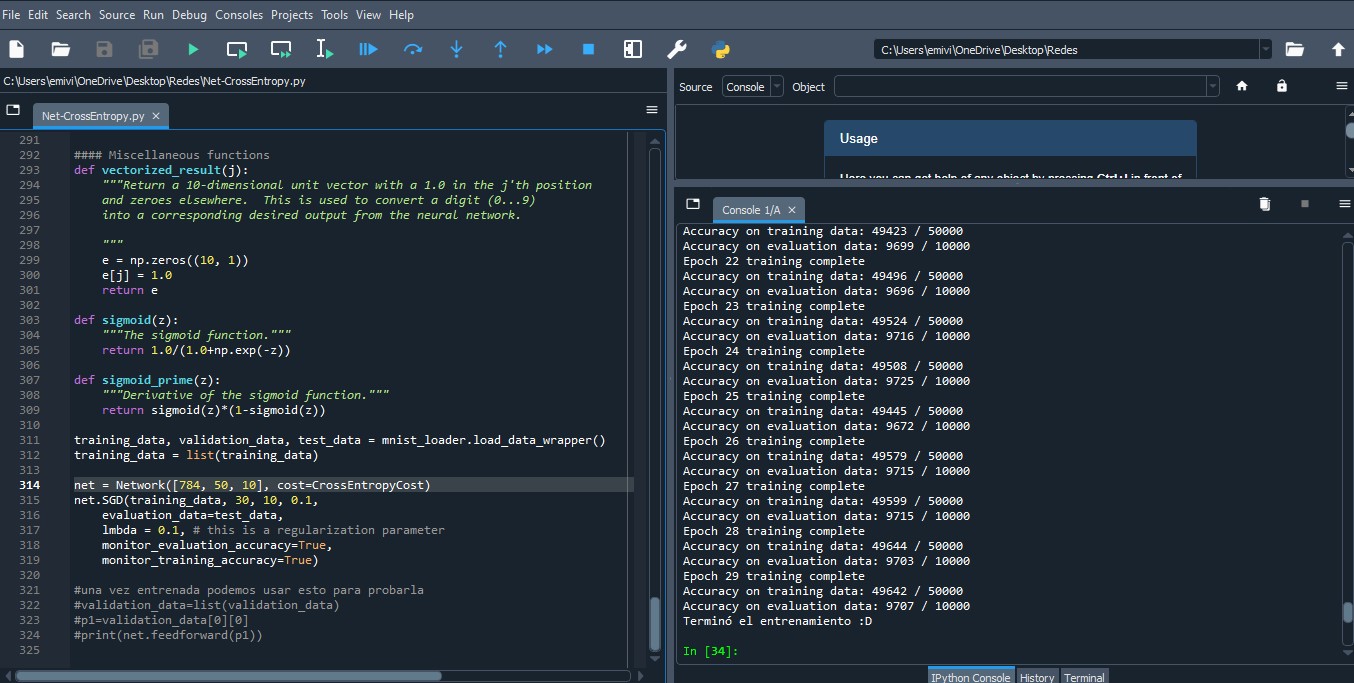 File Edit Search Source Run Debug Consoles Projects Tools View Help
C:\Users\emivi\OneDrive\Desktop\Redes
C:\Users\emivi\OneDrive\Desktop\Redes\Net-CrossEntropy.py
Net-CrossEntropy.py
291
292 #### Miscellaneous functions
293 def vectorized_result(j):
294     """Return a 10-dimensional unit vector with a 1.0 in the j'th position
295     and zeroes elsewhere.  This is used to convert a digit (0...9)
296     into a corresponding desired output from the neural network.
297
298     """
299     e = np.zeros((10, 1))
300     e[j] = 1.0
301     return e
302
303 def sigmoid(z):
304     """The sigmoid function."""
305     return 1.0/(1.0+np.exp(-z))
306
307 def sigmoid_prime(z):
308     """Derivative of the sigmoid function."""
309     return sigmoid(z)*(1-sigmoid(z))
310
311 training_data, validation_data, test_data = mnist_loader.load_data_wrapper()
312 training_data = list(training_data)
313
314 net = Network([784, 50, 10], cost=CrossEntropyCost)
315 net.SGD(training_data, 30, 10, 0.1,
316     evaluation_data=test_data,
317     lmbda = 0.1, # this is a regularization parameter
318     monitor_evaluation_accuracy=True,
319     monitor_training_accuracy=True)
320
321 #una vez entrenada podemos usar esto para probarla
322 #validation_data=list(validation_data)
323 #p1=validation_data[0][0]
324 #print(net.feedforward(p1))
325
Source Console Object
Usage
Here you can get help of any object by pressing Ctrl+I in front of
Console 1/A
Accuracy on training data: 49423 / 50000
Accuracy on evaluation data: 9699 / 10000
Epoch 22 training complete
Accuracy on training data: 49496 / 50000
Accuracy on evaluation data: 9696 / 10000
Epoch 23 training complete
Accuracy on training data: 49524 / 50000
Accuracy on evaluation data: 9716 / 10000
Epoch 24 training complete
Accuracy on training data: 49508 / 50000
Accuracy on evaluation data: 9725 / 10000
Epoch 25 training complete
Accuracy on training data: 49445 / 50000
Accuracy on evaluation data: 9672 / 10000
Epoch 26 training complete
Accuracy on training data: 49579 / 50000
Accuracy on evaluation data: 9715 / 10000
Epoch 27 training complete
Accuracy on training data: 49599 / 50000
Accuracy on evaluation data: 9715 / 10000
Epoch 28 training complete
Accuracy on training data: 49644 / 50000
Accuracy on evaluation data: 9703 / 10000
Epoch 29 training complete
Accuracy on training data: 49642 / 50000
Accuracy on evaluation data: 9707 / 10000
Terminó el entrenamiento :D
In [34]:
IPython Console History Terminal